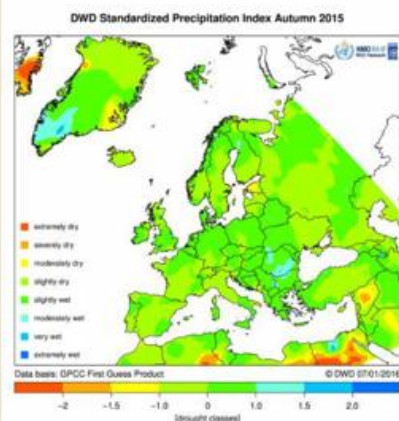 DWD Standardized Precipitation Index Autumn 2015
extremely dry
severely dry
moderately dry
slightly dry
slightly wet
moderately wet
very wet
extremely wet
Data basis: GPCC First Guess Product
© DWD 07/01/2016
-2 -1.5 -1.0 0 1.0 1.5 2.0
[drought classes]